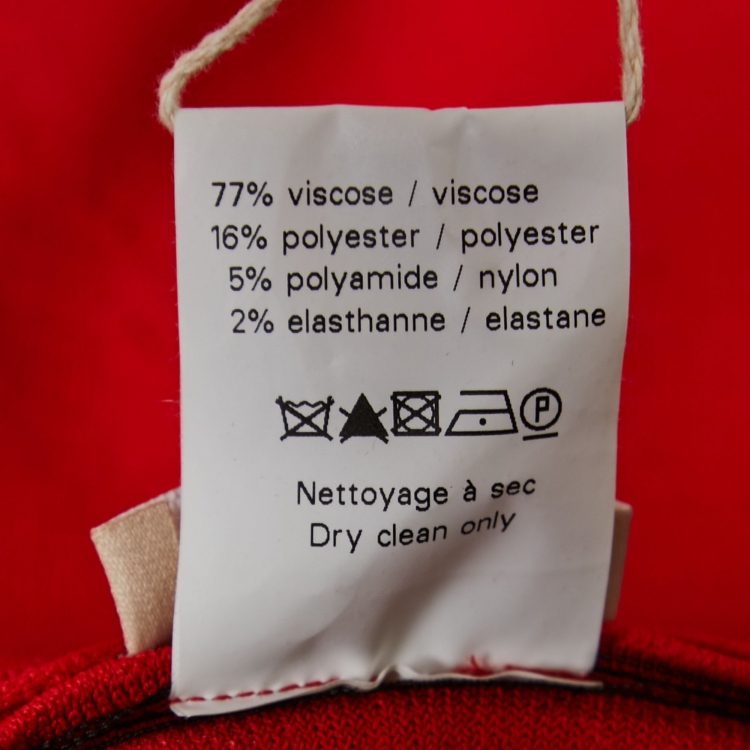 77% viscose / viscose
16% polyester / polyester
5% polyamide / nylon
2% elasthanne / elastane
P
Nettoyage à sec
Dry clean only